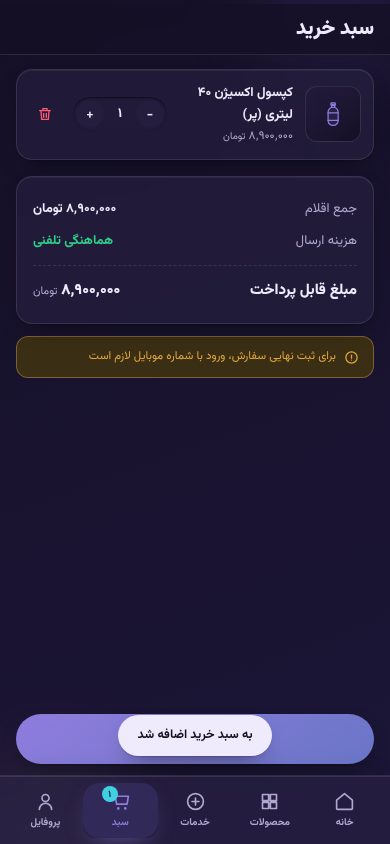 سبد خرید
کپسول اکسیژن ۴۰
لیتری (پر)
۸,۹۰۰,۰۰۰ تومان
-
۱
+
جمع اقلام
۸,۹۰۰,۰۰۰ تومان
هزینه ارسال
هماهنگی تلفنی
مبلغ قابل پرداخت
۸,۹۰۰,۰۰۰ تومان
برای ثبت نهایی سفارش، ورود با شماره موبایل لازم است
به سبد خرید اضافه شد
خانه
محصولات
خدمات
۱
سبد
پروفایل